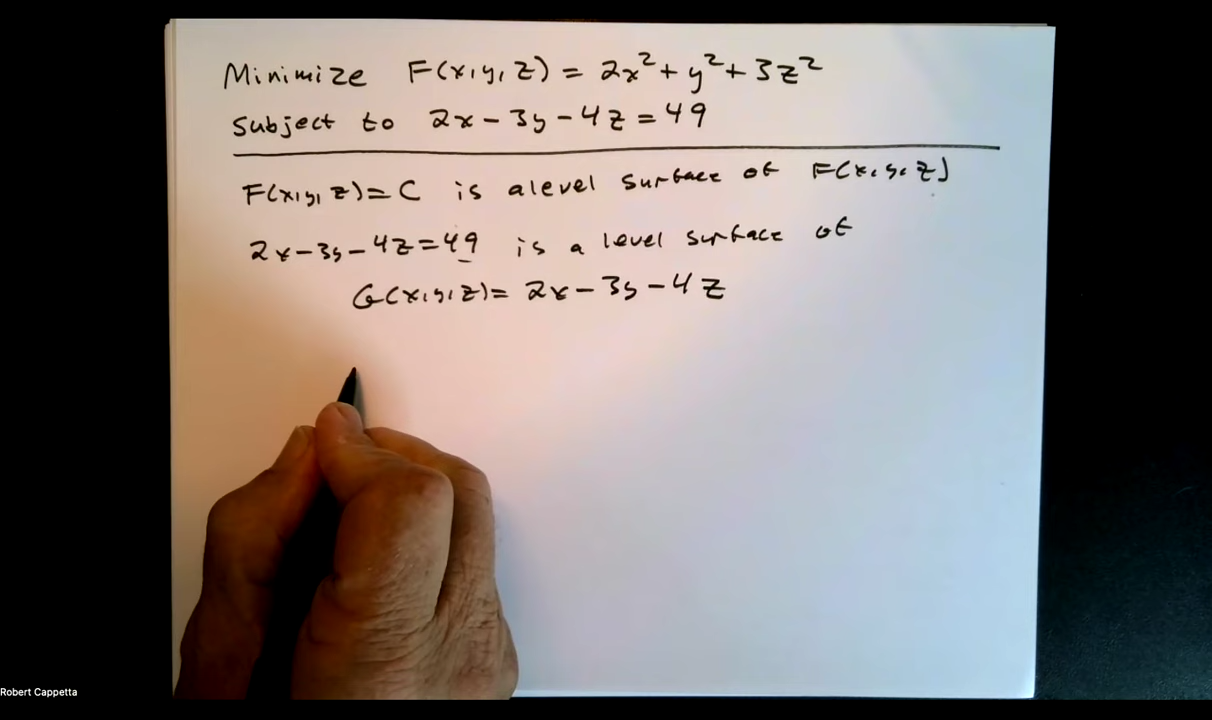 Minimize F(x,y,z) = 2x² + y² + 3z²
Subject to 2x - 3y - 4z = 49
F(x,y,z) = C is a level surface of F(x,y,z)
2x - 3y - 4z = 49 is a level surface of
G(x,y,z) = 2x - 3y - 4z
Robert Cappetta